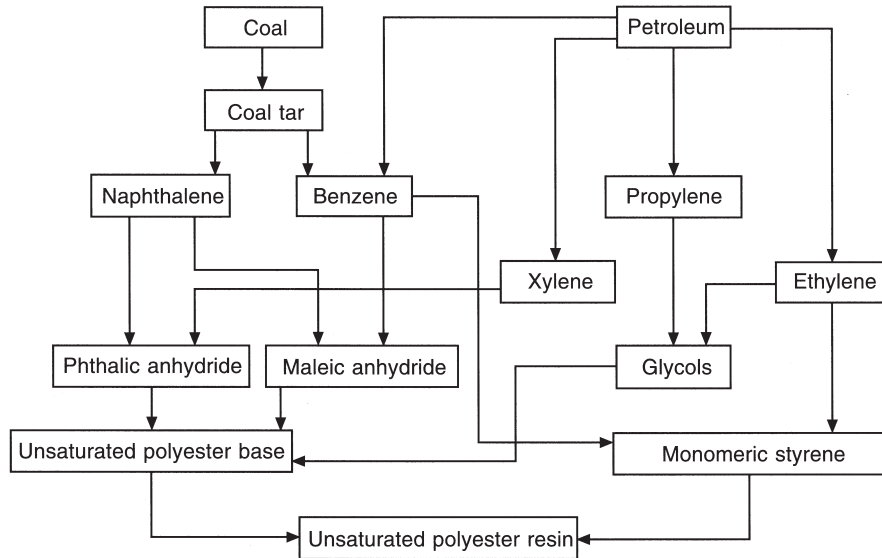 Coal
Petroleum
Coal tar
Naphthalene
Benzene
Propylene
Xylene
Ethylene
Phthalic anhydride
Maleic anhydride
Glycols
Unsaturated polyester base
Monomeric styrene
Unsaturated polyester resin